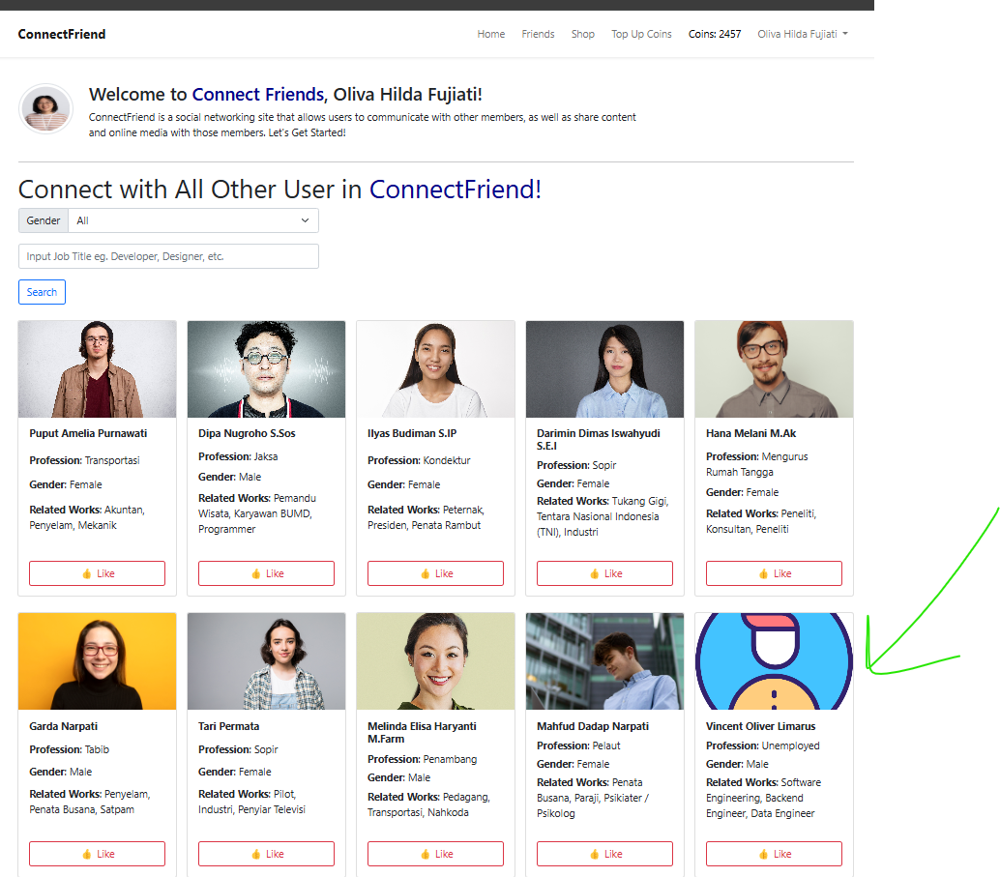 ConnectFriend
Home Friends Shop Top Up Coins Coins: 2457 Oliva Hilda Fujiati
Welcome to Connect Friends, Oliva Hilda Fujiati!
ConnectFriend is a social networking site that allows users to communicate with other members, as well as share content
and online media with those members. Let's Get Started!
Connect with All Other User in ConnectFriend!
Gender All
Input Job Title eg. Developer, Designer, etc.
Search
Puput Amelia Purnawati
Profession: Transportasi
Gender: Female
Related Works: Akuntan,
Penyelam, Mekanik
👍 Like
Dipa Nugroho S.Sos
Profession: Jaksa
Gender: Male
Related Works: Pemandu
Wisata, Karyawan BUMD,
Programmer
👍 Like
Ilyas Budiman S.IP
Profession: Kondektur
Gender: Female
Related Works: Peternak,
Presiden, Penata Rambut
👍 Like
Darimin Dimas Iswahyudi
S.E.I
Profession: Sopir
Gender: Female
Related Works: Tukang Gigi,
Tentara Nasional Indonesia
(TNI), Industri
👍 Like
Hana Melani M.Ak
Profession: Mengurus
Rumah Tangga
Gender: Female
Related Works: Peneliti,
Konsultan, Peneliti
👍 Like
Garda Narpati
Profession: Tabib
Gender: Male
Related Works: Penyelam,
Penata Busana, Satpam
👍 Like
Tari Permata
Profession: Sopir
Gender: Female
Related Works: Pilot,
Industri, Penyiar Televisi
👍 Like
Melinda Elisa Haryanti
M.Farm
Profession: Penambang
Gender: Male
Related Works: Pedagang,
Transportasi, Nahkoda
👍 Like
Mahfud Dadap Narpati
Profession: Pelaut
Gender: Female
Related Works: Penata
Busana, Paraji, Psikiater /
Psikolog
👍 Like
Vincent Oliver Limarus
Profession: Unemployed
Gender: Male
Related Works: Software
Engineering, Backend
Engineer, Data Engineer
👍 Like